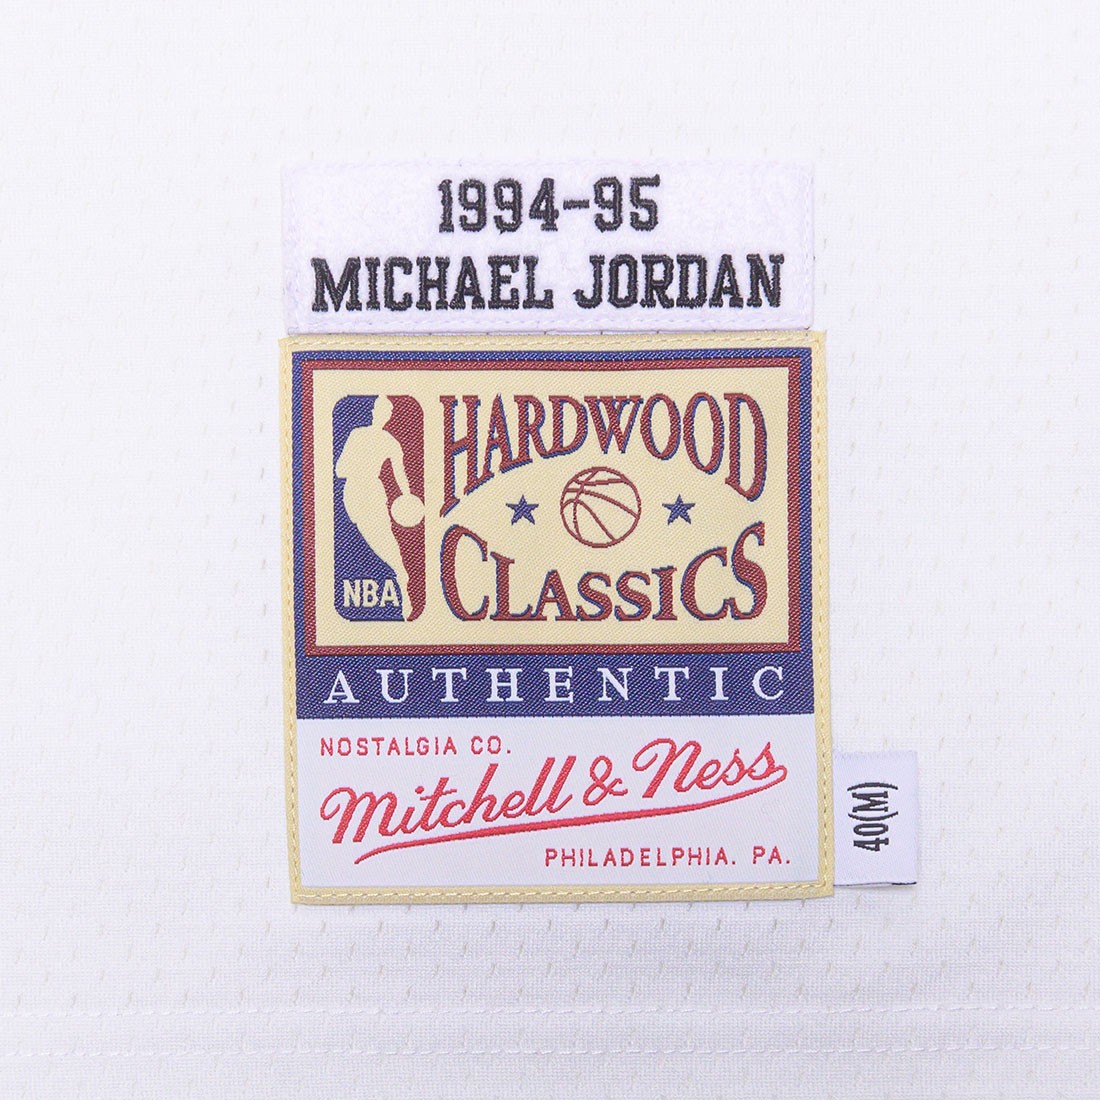 1994-95
MICHAEL JORDAN
HARDWOOD
CLASSICS
NBA
AUTHENTIC
NOSTALGIA CO.
Mitchell & Ness
PHILADELPHIA. PA.
40(M)